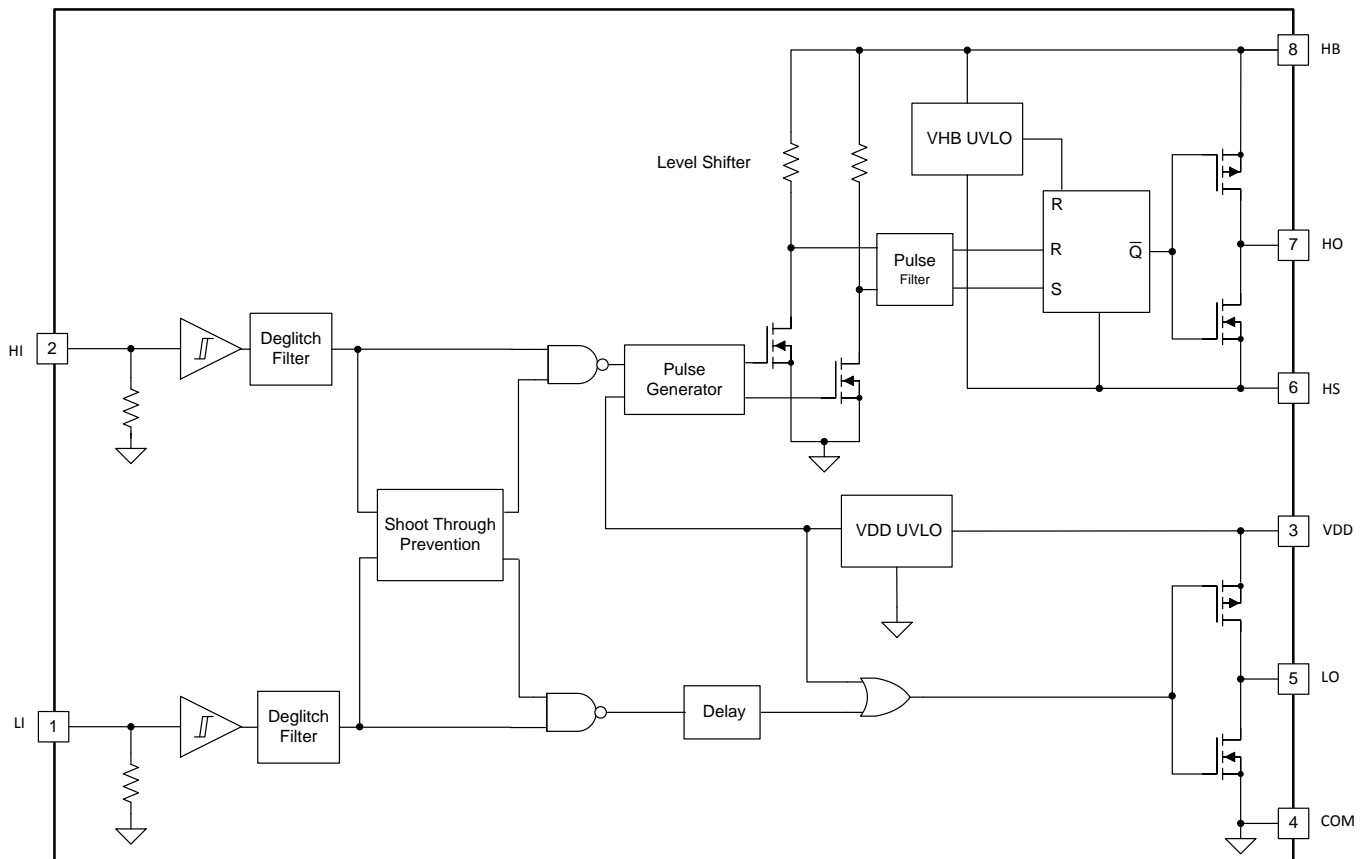 8 HB
VHB UVLO
Level Shifter
R
R
S
Q̅
Pulse
Filter
7 HO
HI 2
Deglitch
Filter
Pulse
Generator
6 HS
Shoot Through
Prevention
VDD UVLO
3 VDD
LI 1
Deglitch
Filter
Delay
5 LO
4 COM